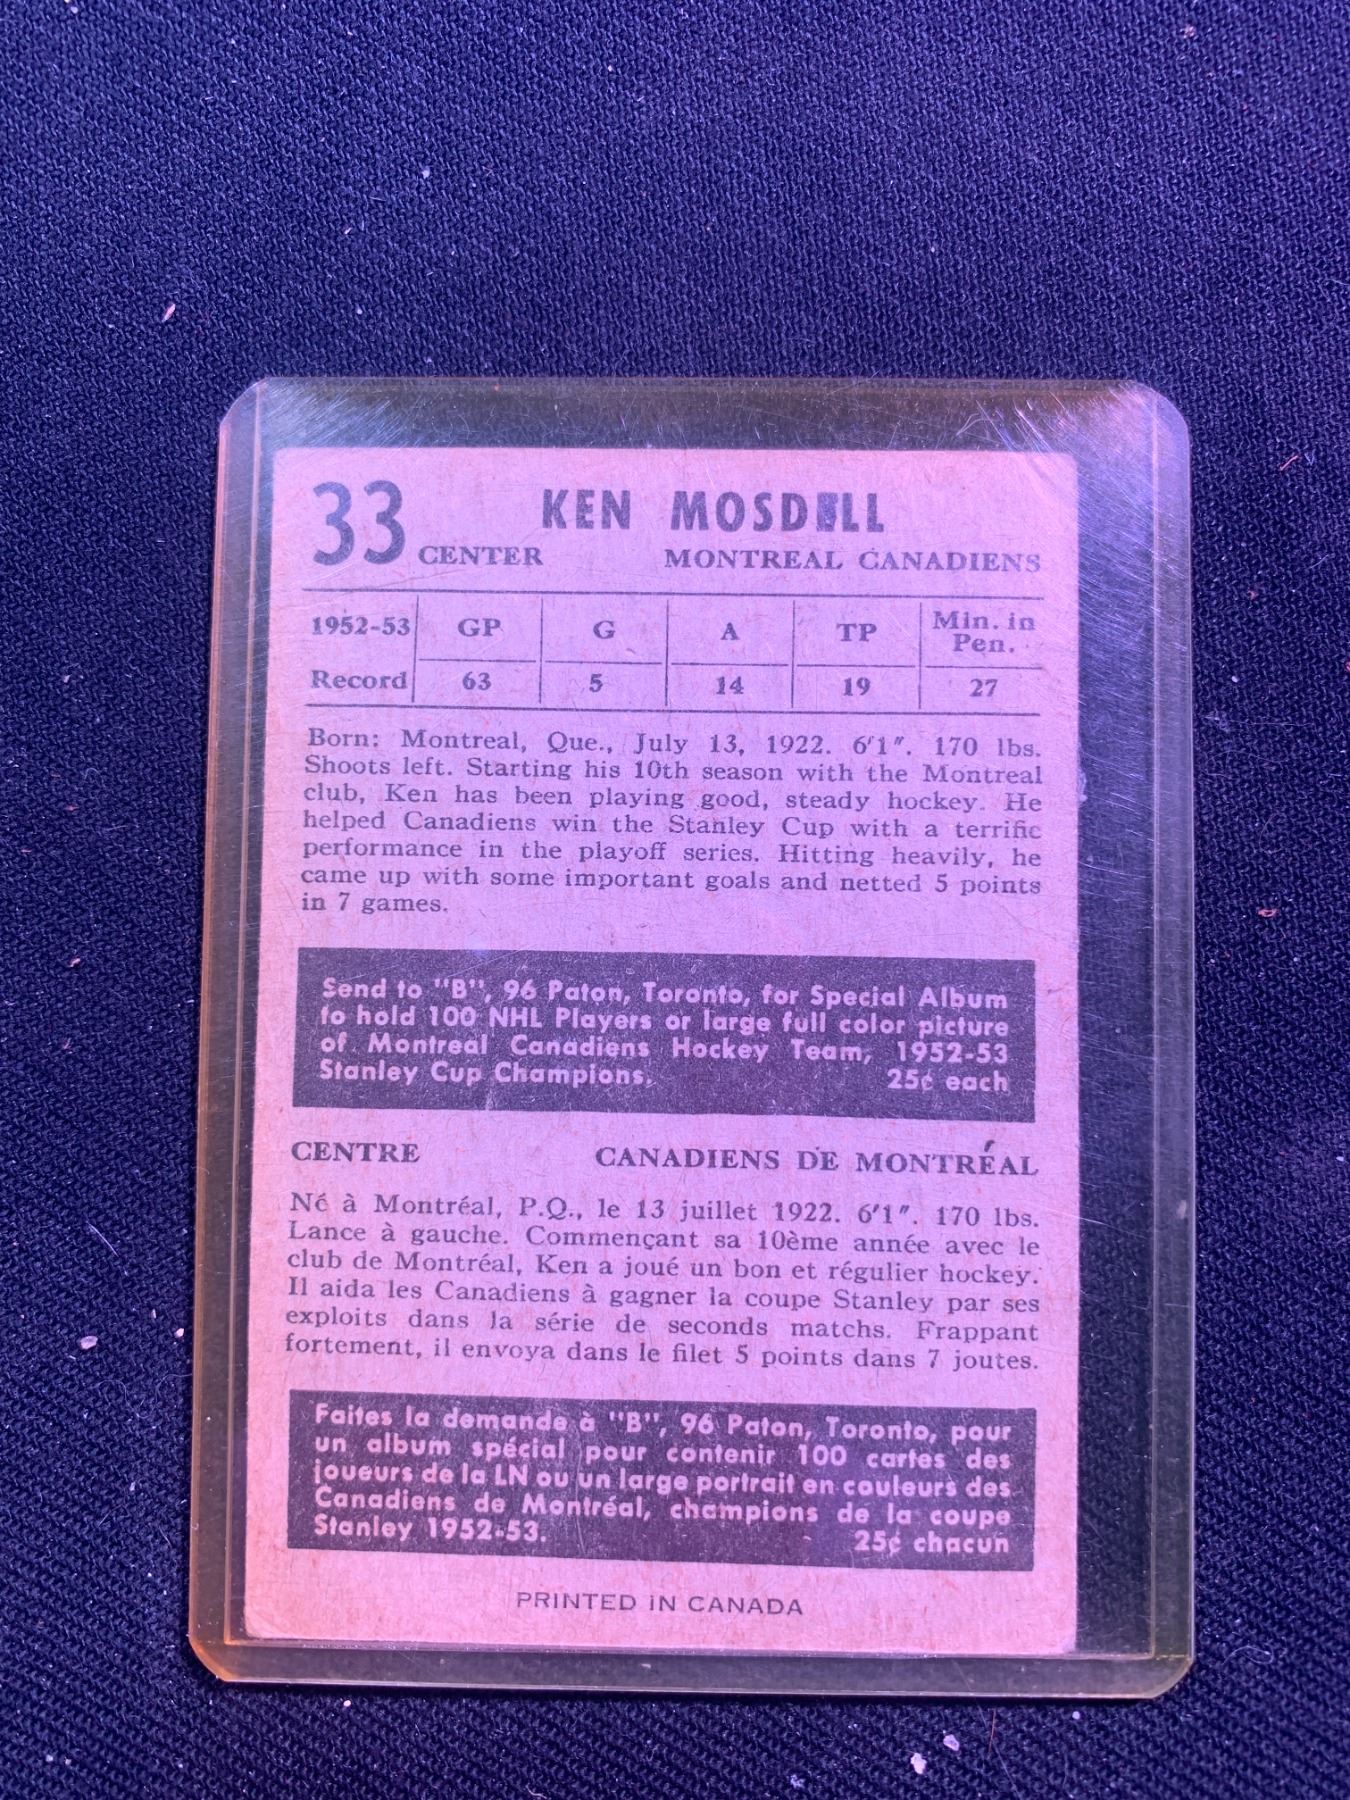 33 KEN MOSDELL
CENTER MONTREAL CANADIENS
1952-53 GP G A TP Min. in Pen.
Record 63 5 14 19 27
Born: Montreal, Que., July 13, 1922. 6'1". 170 lbs.
Shoots left. Starting his 10th season with the Montreal
club, Ken has been playing good, steady hockey. He
helped Canadiens win the Stanley Cup with a terrific
performance in the playoff series. Hitting heavily, he
came up with some important goals and netted 5 points
in 7 games.
Send to "B", 96 Paton, Toronto, for Special Album
to hold 100 NHL Players or large full color picture
of Montreal Canadiens Hockey Team, 1952-53
Stanley Cup Champions. 25¢ each
CENTRE CANADIENS DE MONTRÉAL
Né à Montréal, P.Q., le 13 juillet 1922. 6'1". 170 lbs.
Lance à gauche. Commençant sa 10ème année avec le
club de Montréal, Ken a joué un bon et régulier hockey.
Il aida les Canadiens à gagner la coupe Stanley par ses
exploits dans la série de seconds matchs. Frappant
fortement, il envoya dans le filet 5 points dans 7 joutes.
Faites la demande à "B", 96 Paton, Toronto, pour
un album spécial pour contenir 100 cartes des
joueurs de la LN ou un large portrait en couleurs des
Canadiens de Montréal, champions de la coupe
Stanley 1952-53. 25¢ chacun
PRINTED IN CANADA